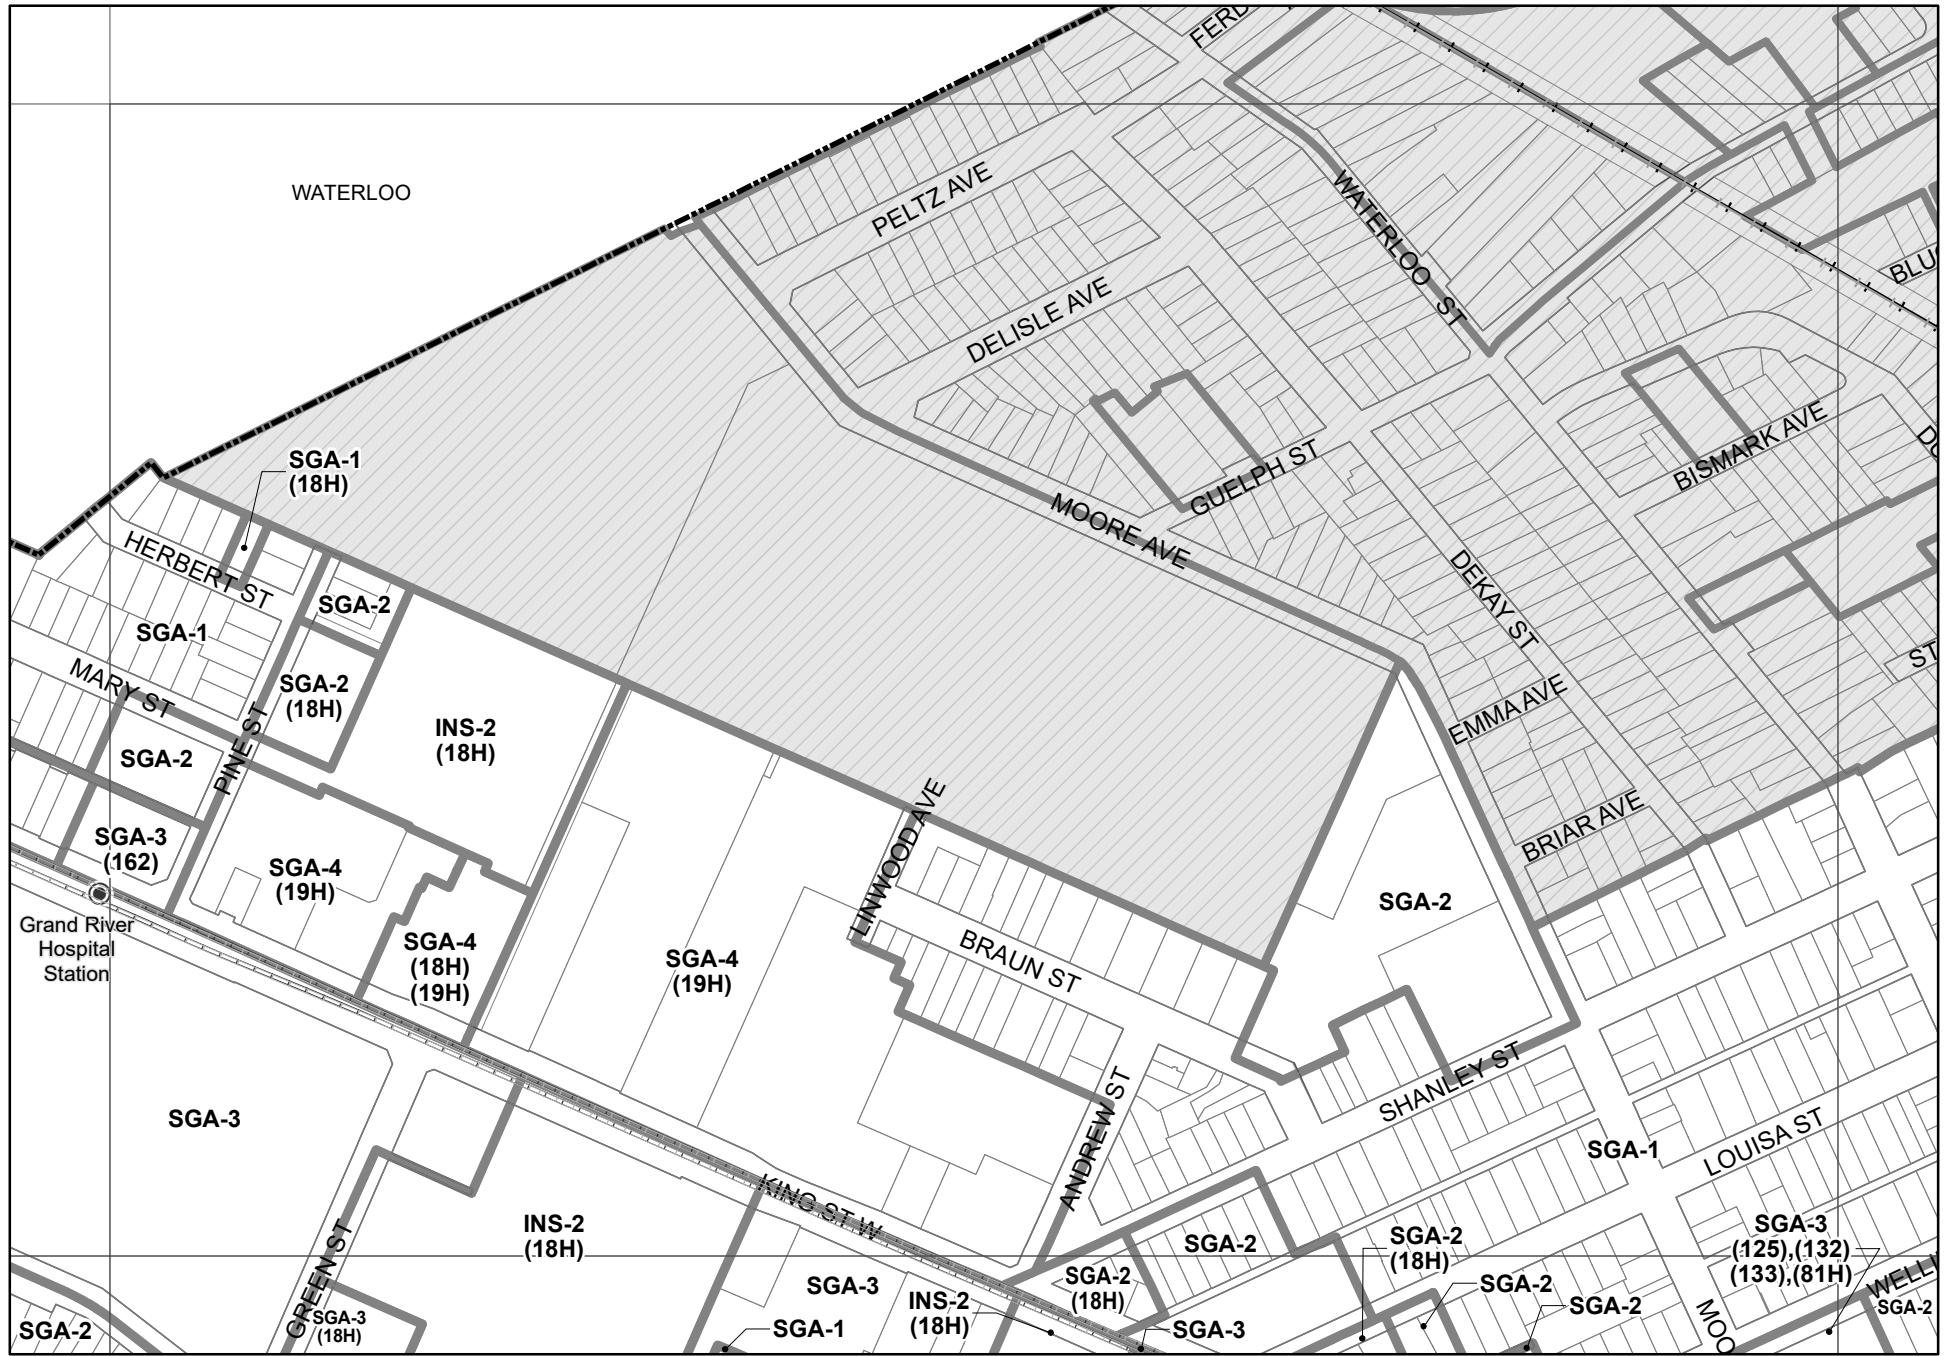 FERD
WATERLOO
PELTZ AVE
WATERLOO ST
BLU
DELISLE AVE
BISMARK AVE
GUELPH ST
SGA-1
(18H)
MOORE AVE
HERBERT ST
DEKAY ST
SGA-2
SGA-1
ST
MARY ST
SGA-2
(18H)
EMMA AVE
INS-2
(18H)
PINE ST
SGA-2
BRIAR AVE
LINWOOD AVE
SGA-3
(162)
SGA-4
(19H)
SGA-2
Grand River
Hospital
Station
SGA-4
(18H)
(19H)
SGA-4
(19H)
BRAUN ST
SHANLEY ST
SGA-3
ANDREW ST
LOUISA ST
SGA-1
KING ST W
INS-2
(18H)
SGA-2
SGA-2
(18H)
SGA-3
(125),(132)
(133),(81H)
GREEN ST
SGA-3
SGA-2
(18H)
SGA-2
WELLI
SGA-2
SGA-3
(18H)
INS-2
(18H)
SGA-2
SGA-2
SGA-1
SGA-3
MOO